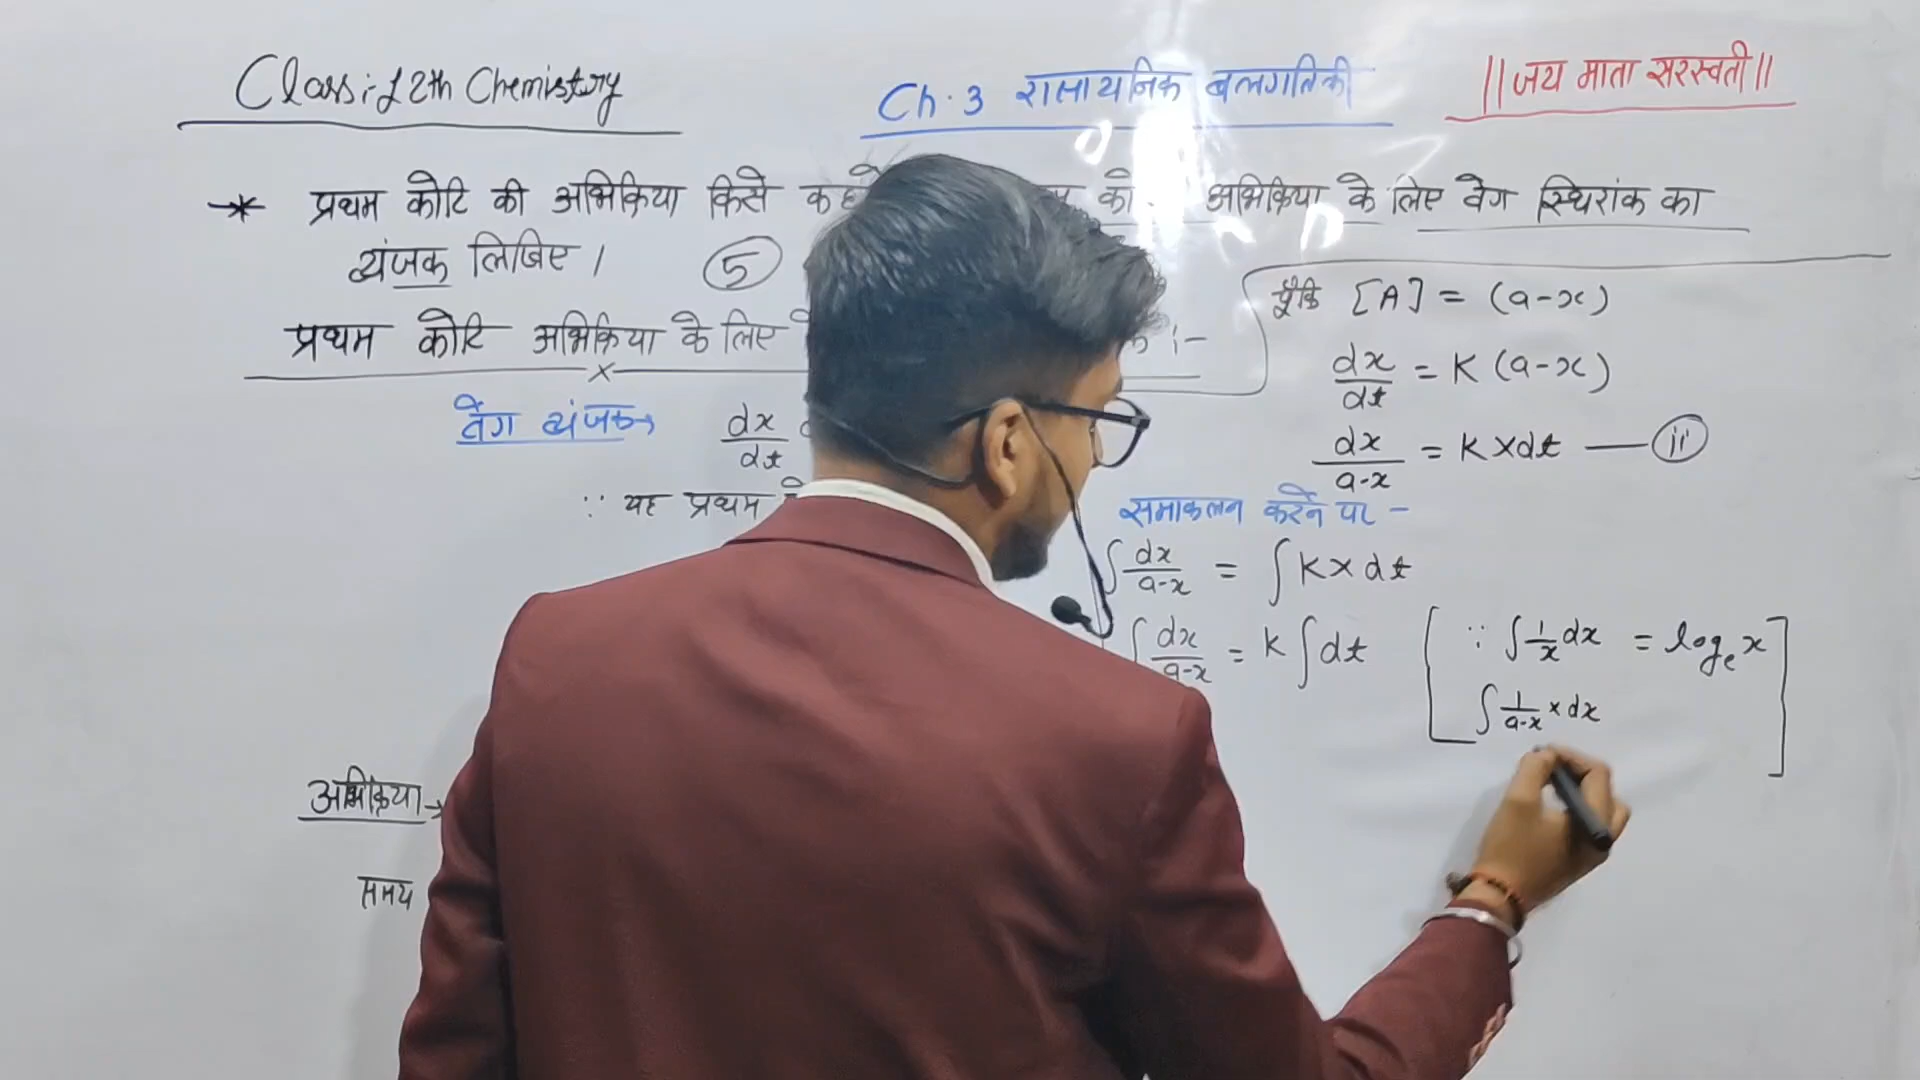 Class:-12th Chemistry
Ch.3 रासायनिक बलगतिकी
||जय माता सरस्वती||
* प्रथम कोटि की अभिक्रिया किसे को अभिक्रिया के लिए वेग स्थिरांक का
व्यंजक लिखिए। (5)
प्रथम कोटि अभिक्रिया के लिए :-
वेग व्यंजक→ dx/dt
∵ यह प्रथम
अभिक्रिया→
समय
चूँकि [A] = (a-x)
dx/dt = K (a-x)
dx/a-x = K×dt — (ii)
समाकलन करने पर -
∫ dx/a-x = ∫ K×dt
∫ dx/a-x = K ∫ dt [ ∵ ∫ 1/x dx = logₑ x ]
∫ 1/a-x × dx